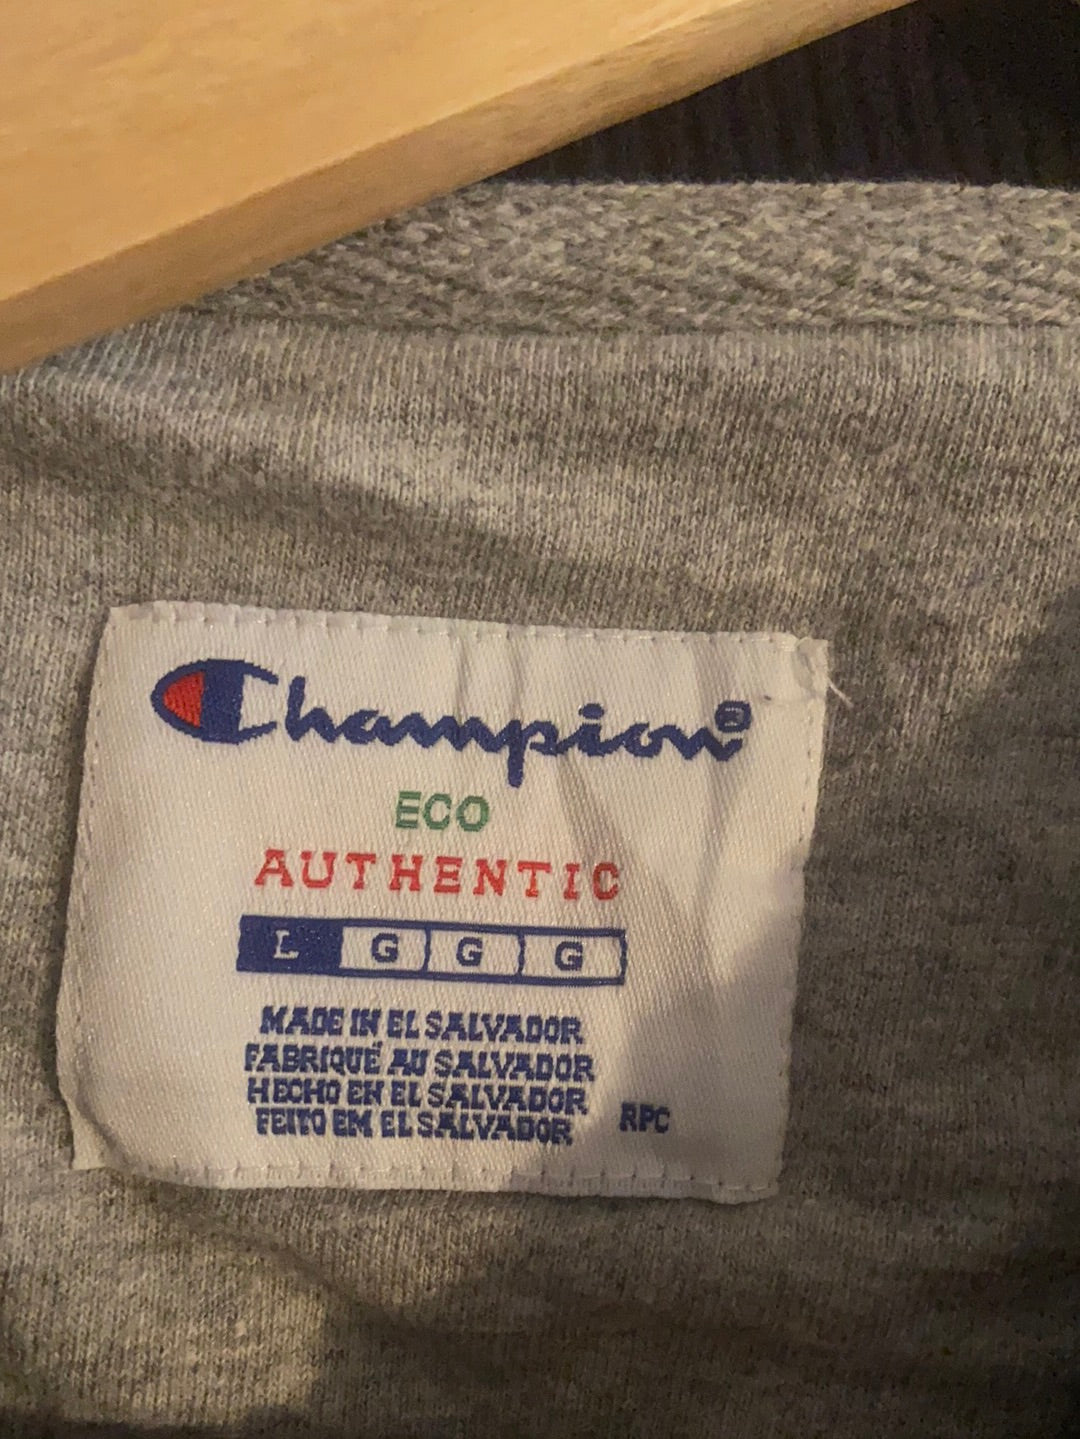 Champion®
ECO
AUTHENTIC
L G G G
MADE IN EL SALVADOR
FABRIQUÉ AU SALVADOR
HECHO EN EL SALVADOR
FEITO EM EL SALVADOR RPC